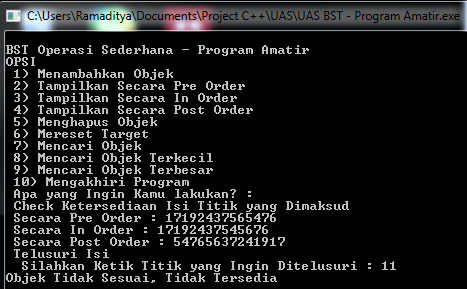 C:\Users\Ramaditya\Documents\Project C++\UAS\UAS BST - Program Amatir.exe
BST Operasi Sederhana - Program Amatir
OPSI
1) Menambahkan Objek
2) Tampilkan Secara Pre Order
3) Tampilkan Secara In Order
4) Tampilkan Secara Post Order
5) Menghapus Objek
6) Mereset Target
7) Mencari Objek
8) Mencari Objek Terkecil
9) Mencari Objek Terbesar
10) Mengakhiri Program
Apa yang Ingin Kamu lakukan? :
Check Ketersediaan Isi Titik yang Dimaksud
Secara Pre Order : 17192437565476
Secara In Order : 17192437545676
Secara Post Order : 54765637241917
Telusuri Isi
Silahkan Ketik Titik yang Ingin Ditelusuri : 11
Objek Tidak Sesuai, Tidak Tersedia